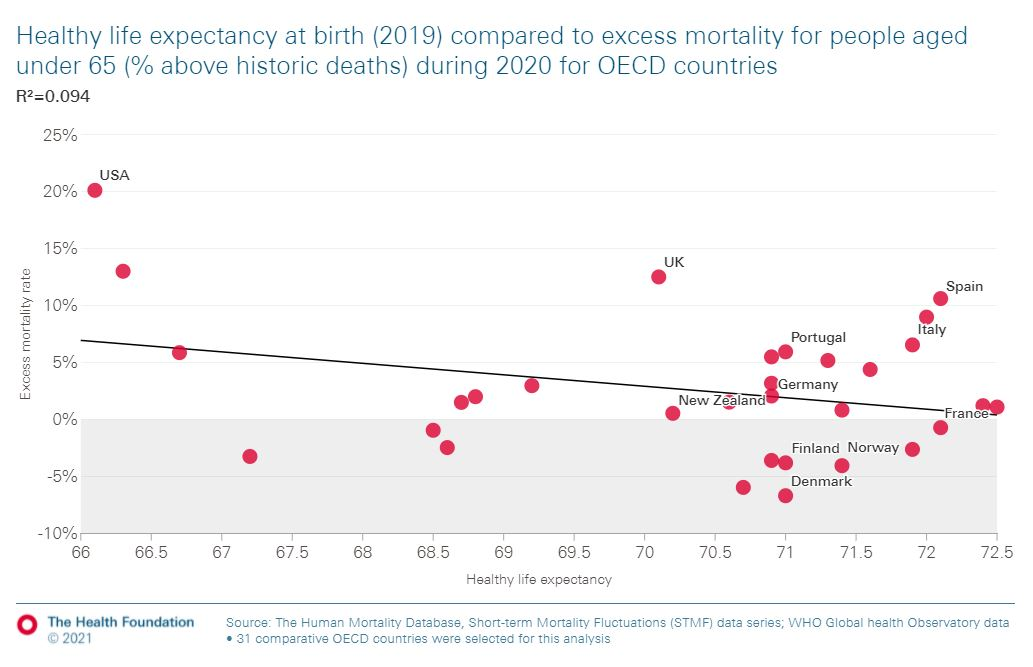 Healthy life expectancy at birth (2019) compared to excess mortality for people aged
under 65 (% above historic deaths) during 2020 for OECD countries
R²=0.094
25%
USA
20%
15%
UK
Spain
10%
Italy
Portugal
5%
Germany
New Zealand
France
0%
Finland
Norway
Denmark
-5%
-10%
Excess mortality rate
66 66.5 67 67.5 68 68.5 69 69.5 70 70.5 71 71.5 72 72.5
Healthy life expectancy
The Health Foundation
© 2021
Source: The Human Mortality Database, Short-term Mortality Fluctuations (STMF) data series; WHO Global health Observatory data
• 31 comparative OECD countries were selected for this analysis